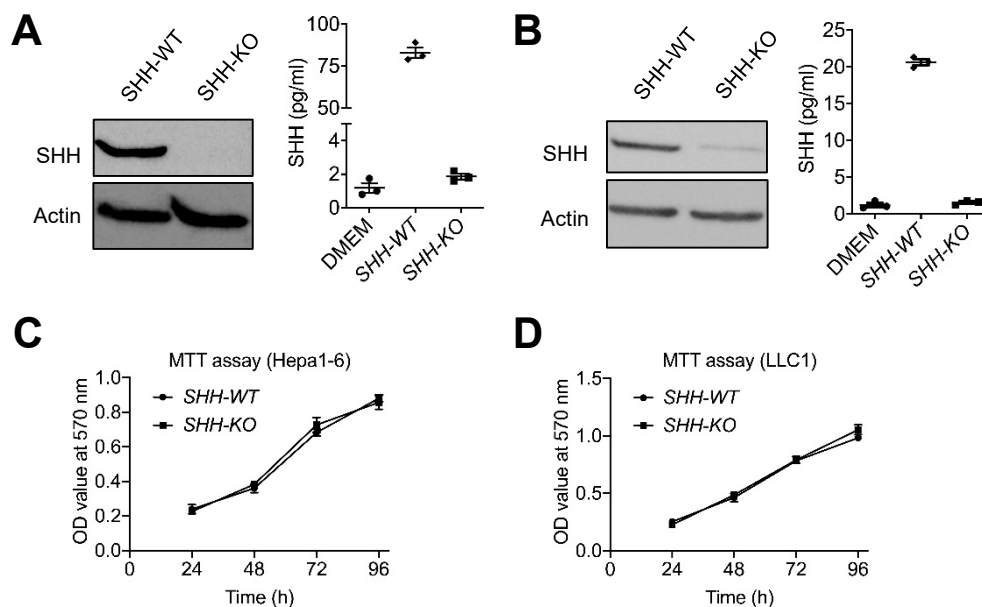 A
SHH-WT
SHH-KO
SHH
Actin
SHH (pg/ml)
100
75
50
4
2
0
DMEM
SHH-WT
SHH-KO
B
SHH-WT
SHH-KO
SHH
Actin
SHH (pg/ml)
25
20
15
10
5
0
DMEM
SHH-WT
SHH-KO
C
MTT assay (Hepa1-6)
SHH-WT
SHH-KO
OD value at 570 nm
1.0
0.8
0.6
0.4
0.2
0.0
0 24 48 72 96
Time (h)
D
MTT assay (LLC1)
SHH-WT
SHH-KO
OD value at 570 nm
1.5
1.0
0.5
0.0
0 24 48 72 96
Time (h)